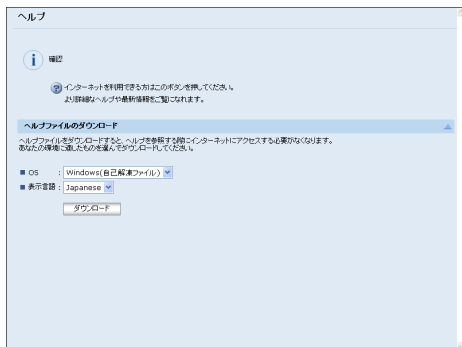 ヘルプ
確認
インターネットを利用できる方はこのボタンを押してください。
より詳細なヘルプや最新情報をご覧になれます。
ヘルプファイルのダウンロード
ヘルプファイルをダウンロードすると、ヘルプを参照する際にインターネットにアクセスする必要がなくなります。
あなたの環境に適したものを選んでダウンロードしてください。
OS : Windows(自己解凍ファイル)
表示言語 : Japanese
ダウンロード